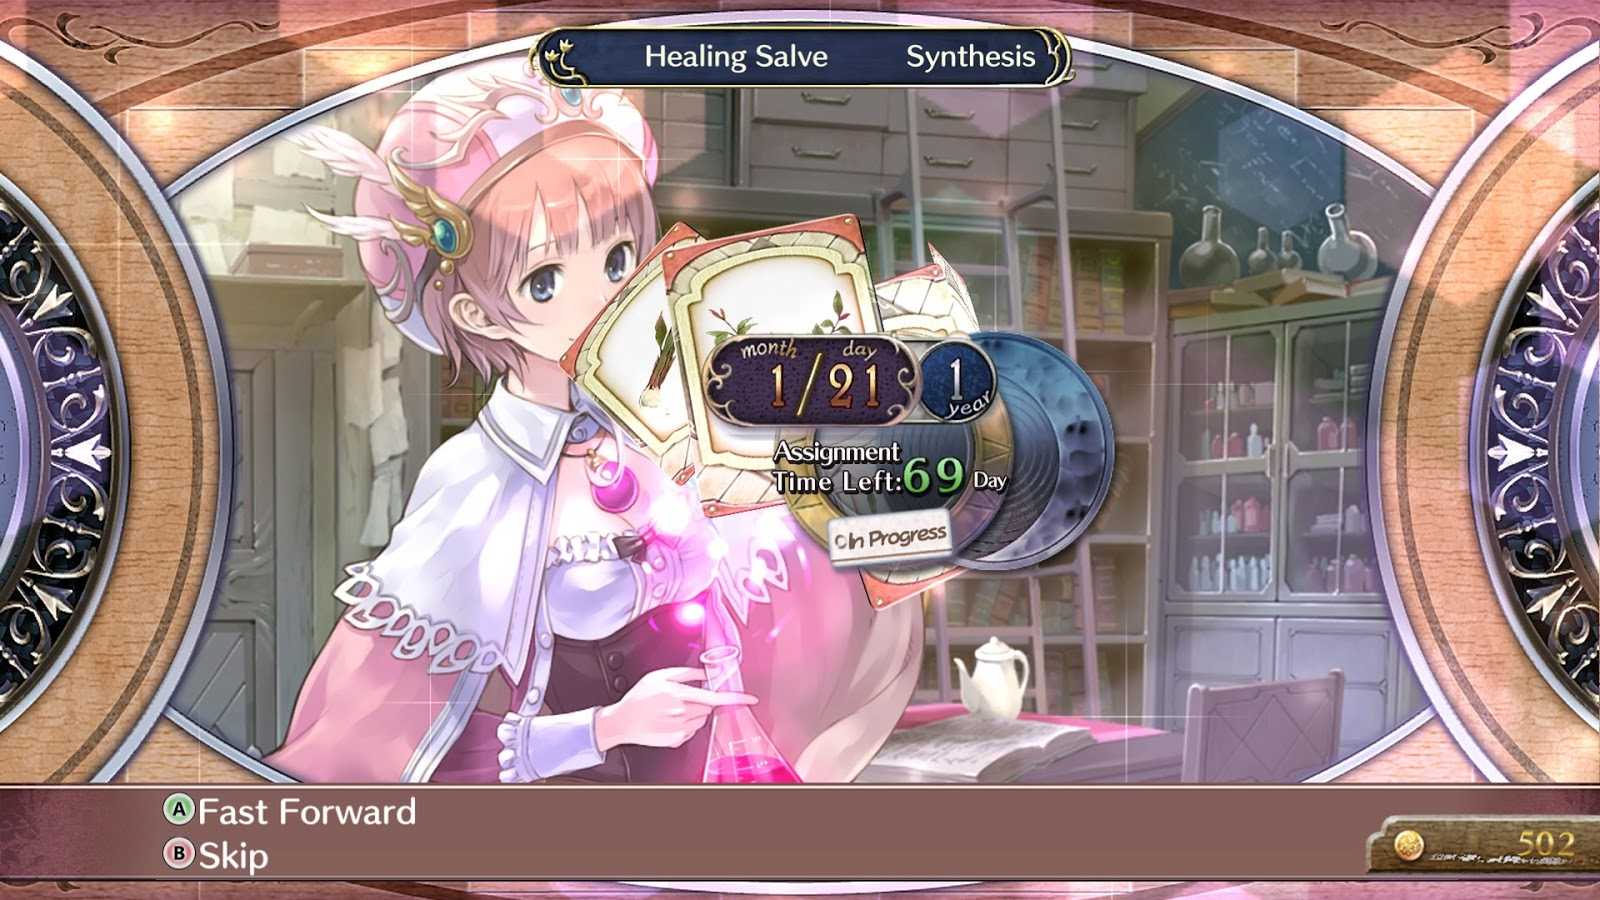 Healing Salve Synthesis
month day
1/21
1
year
Assignment
Time Left:69 Day
In Progress
A Fast Forward
B Skip
502